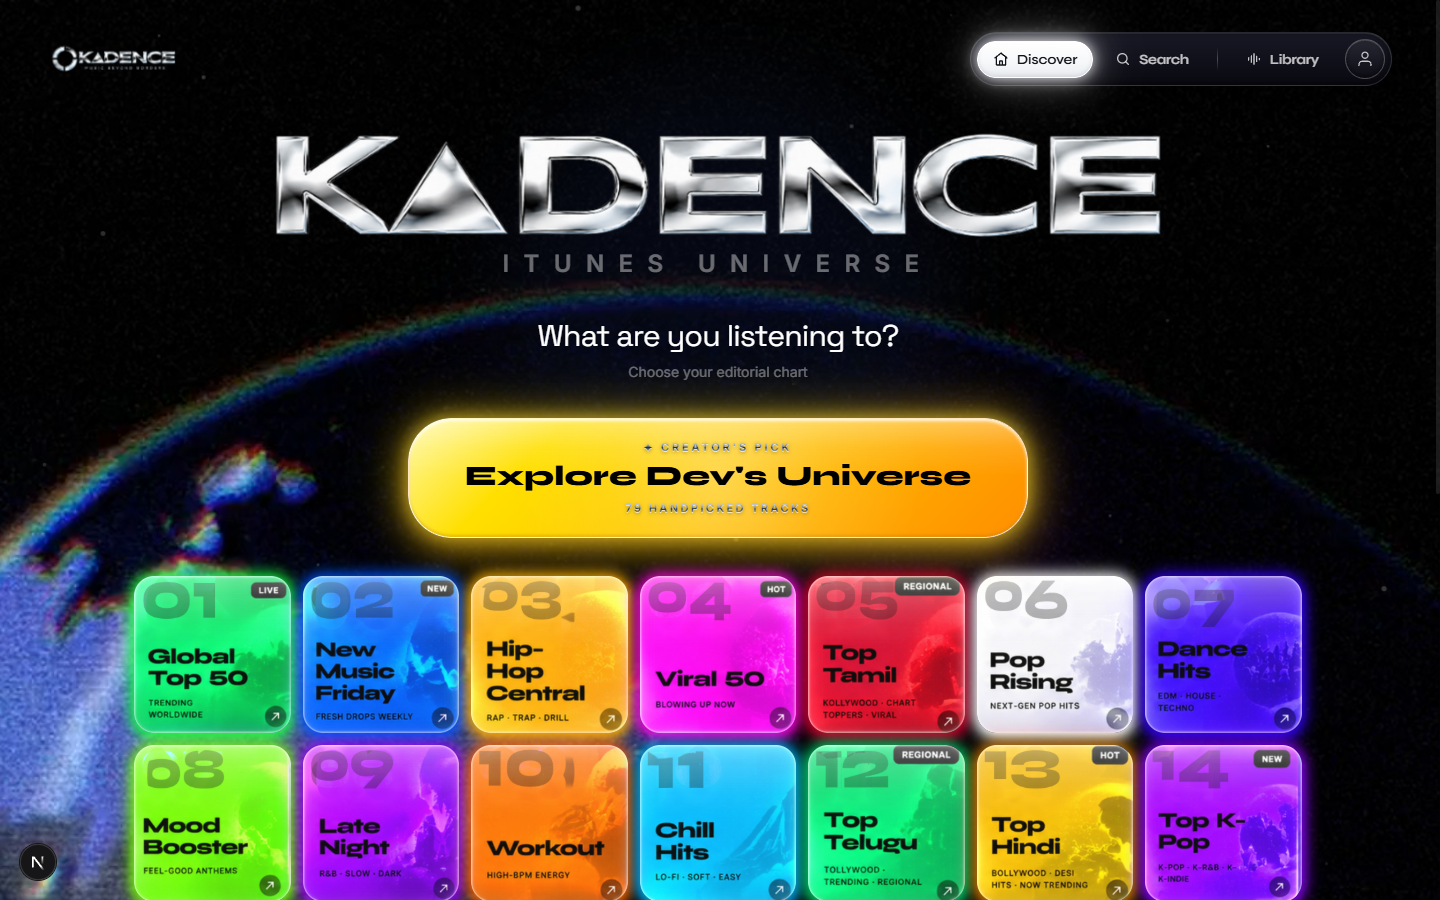 KADENCE
MUSIC BEYOND BORDERS
Discover
Search
Library
KADENCE
ITUNES UNIVERSE
What are you listening to?
Choose your editorial chart
✦ CREATOR'S PICK
Explore Dev's Universe
79 HANDPICKED TRACKS
01
LIVE
Global
Top 50
TRENDING
WORLDWIDE
02
NEW
New
Music
Friday
FRESH DROPS WEEKLY
03
Hip-
Hop
Central
RAP · TRAP · DRILL
04
HOT
Viral 50
BLOWING UP NOW
05
REGIONAL
Top
Tamil
KOLLYWOOD · CHART
TOPPERS · VIRAL
06
Pop
Rising
NEXT-GEN POP HITS
07
Dance
Hits
EDM · HOUSE ·
TECHNO
08
Mood
Booster
FEEL-GOOD ANTHEMS
09
Late
Night
R&B · SLOW · DARK
10
Workout
HIGH-BPM ENERGY
11
Chill
Hits
LO-FI · SOFT · EASY
12
REGIONAL
Top
Telugu
TOLLYWOOD ·
TRENDING · REGIONAL
13
HOT
Top
Hindi
BOLLYWOOD · DESI
HITS · NOW TRENDING
14
NEW
Top K-
Pop
K-POP · K-R&B · K-
K-INDIE
N